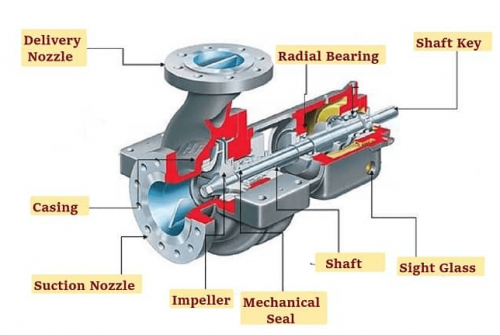 Delivery
Nozzle
Radial Bearing
Shaft Key
Casing
Suction Nozzle
Impeller
Mechanical
Seal
Shaft
Sight Glass